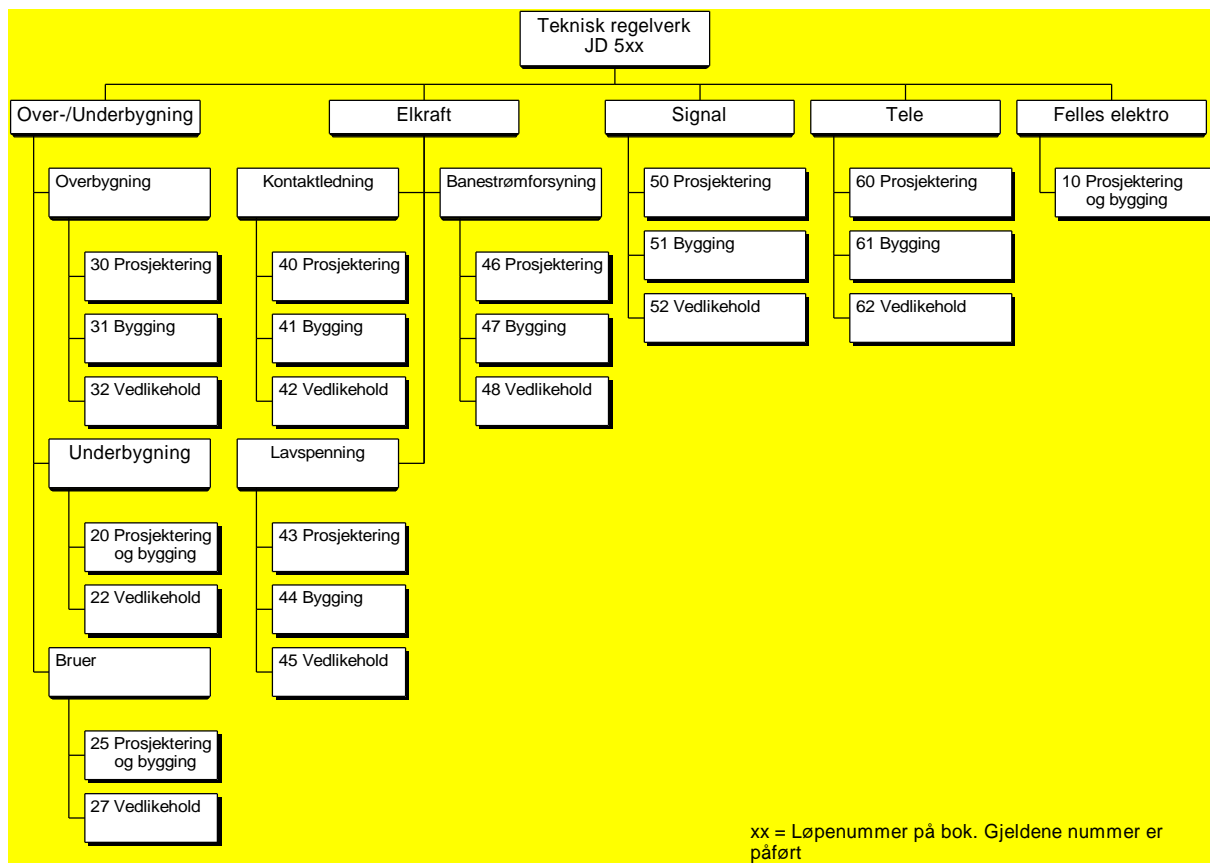 Teknisk regelverk
JD 5xx
Over-/Underbygning
Elkraft
Signal
Tele
Felles elektro
Overbygning
30 Prosjektering
31 Bygging
32 Vedlikehold
Underbygning
20 Prosjektering
og bygging
22 Vedlikehold
Bruer
25 Prosjektering
og bygging
27 Vedlikehold
Kontaktledning
40 Prosjektering
41 Bygging
42 Vedlikehold
Lavspenning
43 Prosjektering
44 Bygging
45 Vedlikehold
Banestrømforsyning
46 Prosjektering
47 Bygging
48 Vedlikehold
50 Prosjektering
51 Bygging
52 Vedlikehold
60 Prosjektering
61 Bygging
62 Vedlikehold
10 Prosjektering
og bygging
xx = Løpenummer på bok. Gjeldene nummer er
påført